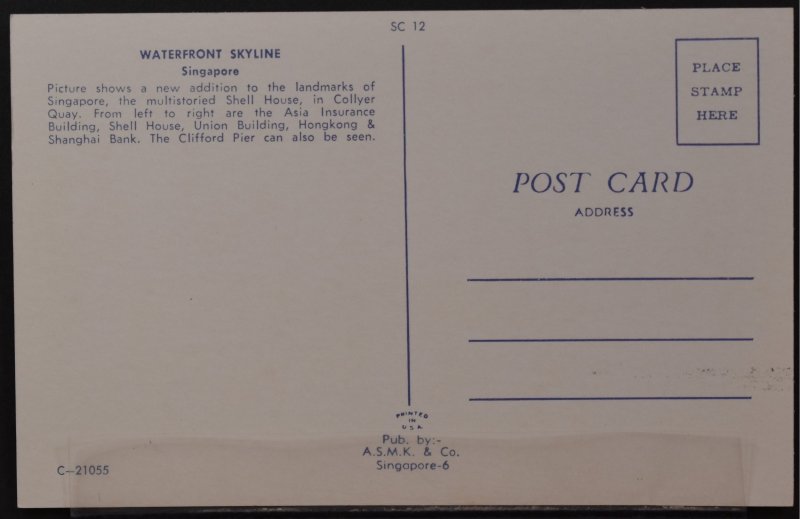 SC 12
WATERFRONT SKYLINE
Singapore
Picture shows a new addition to the landmarks of
Singapore, the multistoried Shell House, in Collyer
Quay. From left to right are the Asia Insurance
Building, Shell House, Union Building, Hongkong &
Shanghai Bank. The Clifford Pier can also be seen.
PLACE
STAMP
HERE
POST CARD
ADDRESS
PRINTED
IN
U.S.A.
Pub. by:-
A.S.M.K. & Co.
Singapore-6
C–21055